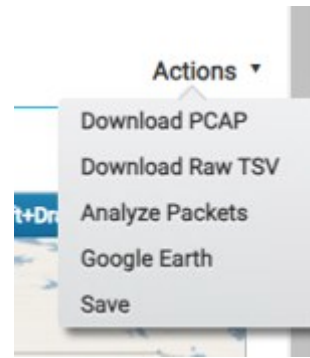 Actions ▼
Download PCAP
Download Raw TSV
Analyze Packets
Google Earth
Save